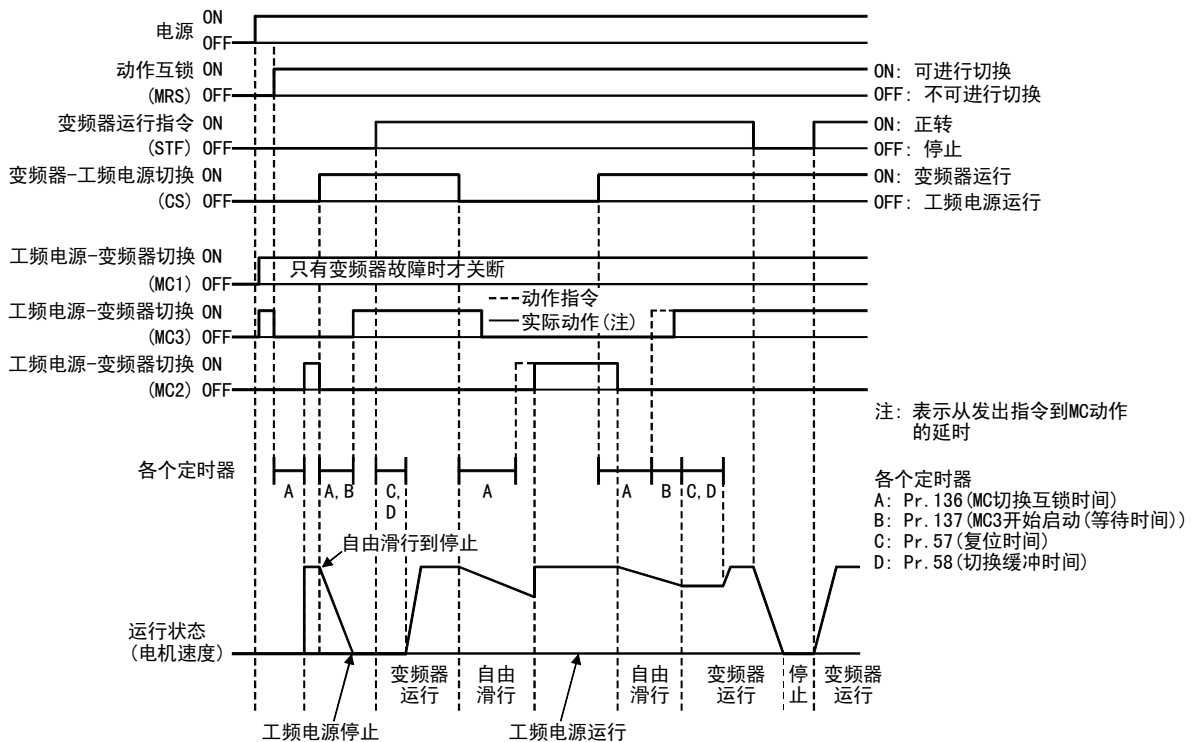 电源 ON
OFF
动作互锁 ON
(MRS) OFF
ON: 可进行切换
OFF: 不可进行切换
变频器运行指令 ON
(STF) OFF
ON: 正转
OFF: 停止
变频器-工频电源切换 ON
(CS) OFF
ON: 变频器运行
OFF: 工频电源运行
工频电源-变频器切换 ON
(MC1) OFF
只有变频器故障时才关断
工频电源-变频器切换 ON
(MC3) OFF
动作指令
实际动作(注)
工频电源-变频器切换 ON
(MC2) OFF
注: 表示从发出指令到MC动作
的延时
各个定时器
A
A, B
C,
D
A
A
B
C, D
各个定时器
A: Pr.136(MC切换互锁时间)
B: Pr.137(MC3开始启动(等待时间))
C: Pr.57(复位时间)
D: Pr.58(切换缓冲时间)
自由滑行到停止
运行状态
(电机速度)
变频器
运行
自由
滑行
自由
滑行
变频器
运行
停
止
变频器
运行
工频电源停止
工频电源运行